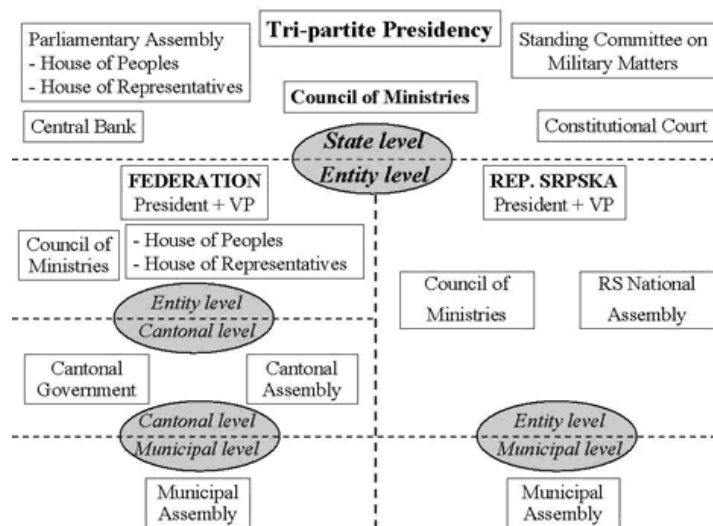 Tri-partite Presidency
Parliamentary Assembly
- House of Peoples
- House of Representatives
Standing Committee on
Military Matters
Council of Ministries
Central Bank
Constitutional Court
State level
Entity level
FEDERATION
President + VP
REP. SRPSKA
President + VP
Council of
Ministries
- House of Peoples
- House of Representatives
Council of
Ministries
RS National
Assembly
Entity level
Cantonal level
Cantonal
Government
Cantonal
Assembly
Cantonal level
Municipal level
Entity level
Municipal level
Municipal
Assembly
Municipal
Assembly